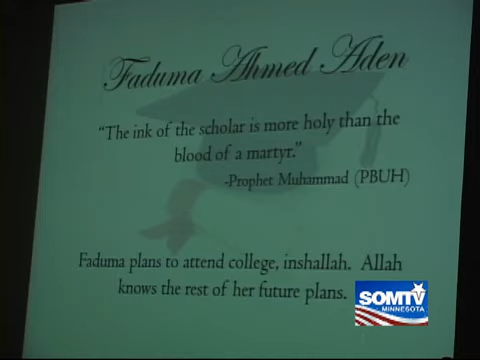 Faduma Ahmed Aden
“The ink of the scholar is more holy than the
blood of a martyr.”
-Prophet Muhammad (PBUH)
Faduma plans to attend college, inshallah. Allah
knows the rest of her future plans.
SOMTV
MINNESOTA